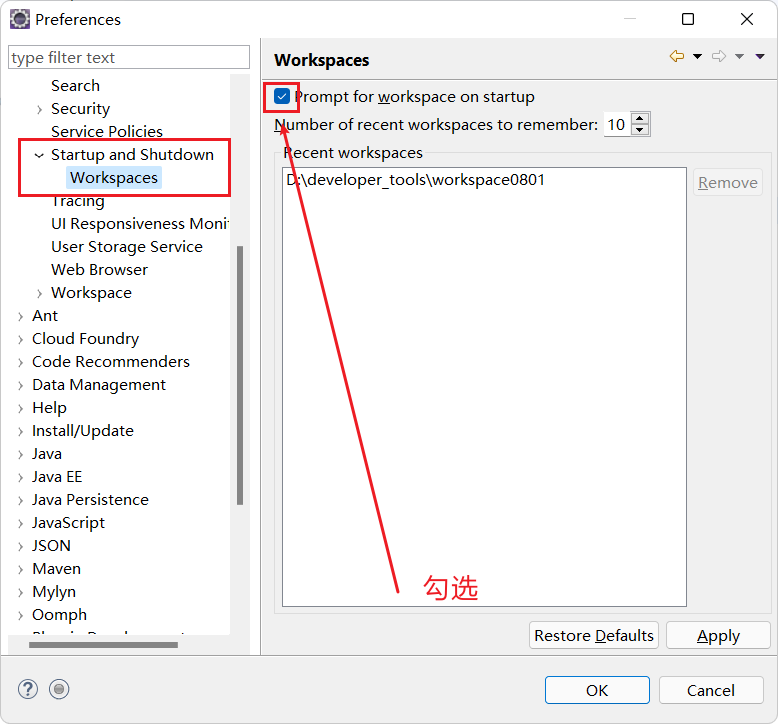 Preferences
type filter text
Search
Security
Service Policies
Startup and Shutdown
Workspaces
Tracing
UI Responsiveness Moni
User Storage Service
Web Browser
Workspace
Ant
Cloud Foundry
Code Recommenders
Data Management
Help
Install/Update
Java
Java EE
Java Persistence
JavaScript
JSON
Maven
Mylyn
Oomph
Workspaces
Prompt for workspace on startup
Number of recent workspaces to remember: 10
Recent workspaces
D:\developer_tools\workspace0801
Remove
勾选
Restore Defaults
Apply
?
OK
Cancel